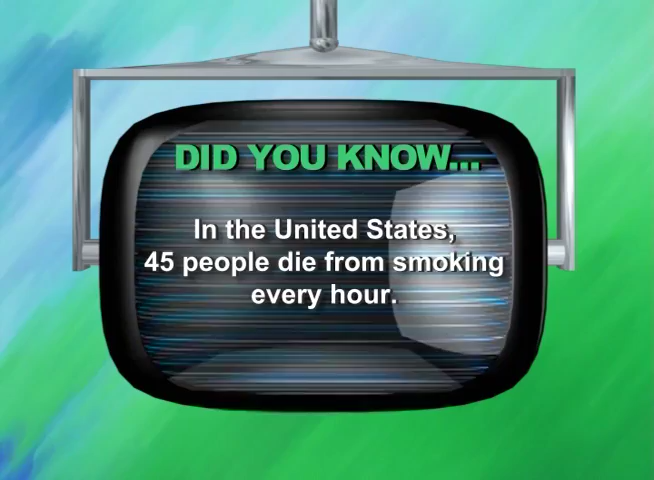 DID YOU KNOW...
In the United States,
45 people die from smoking
every hour.